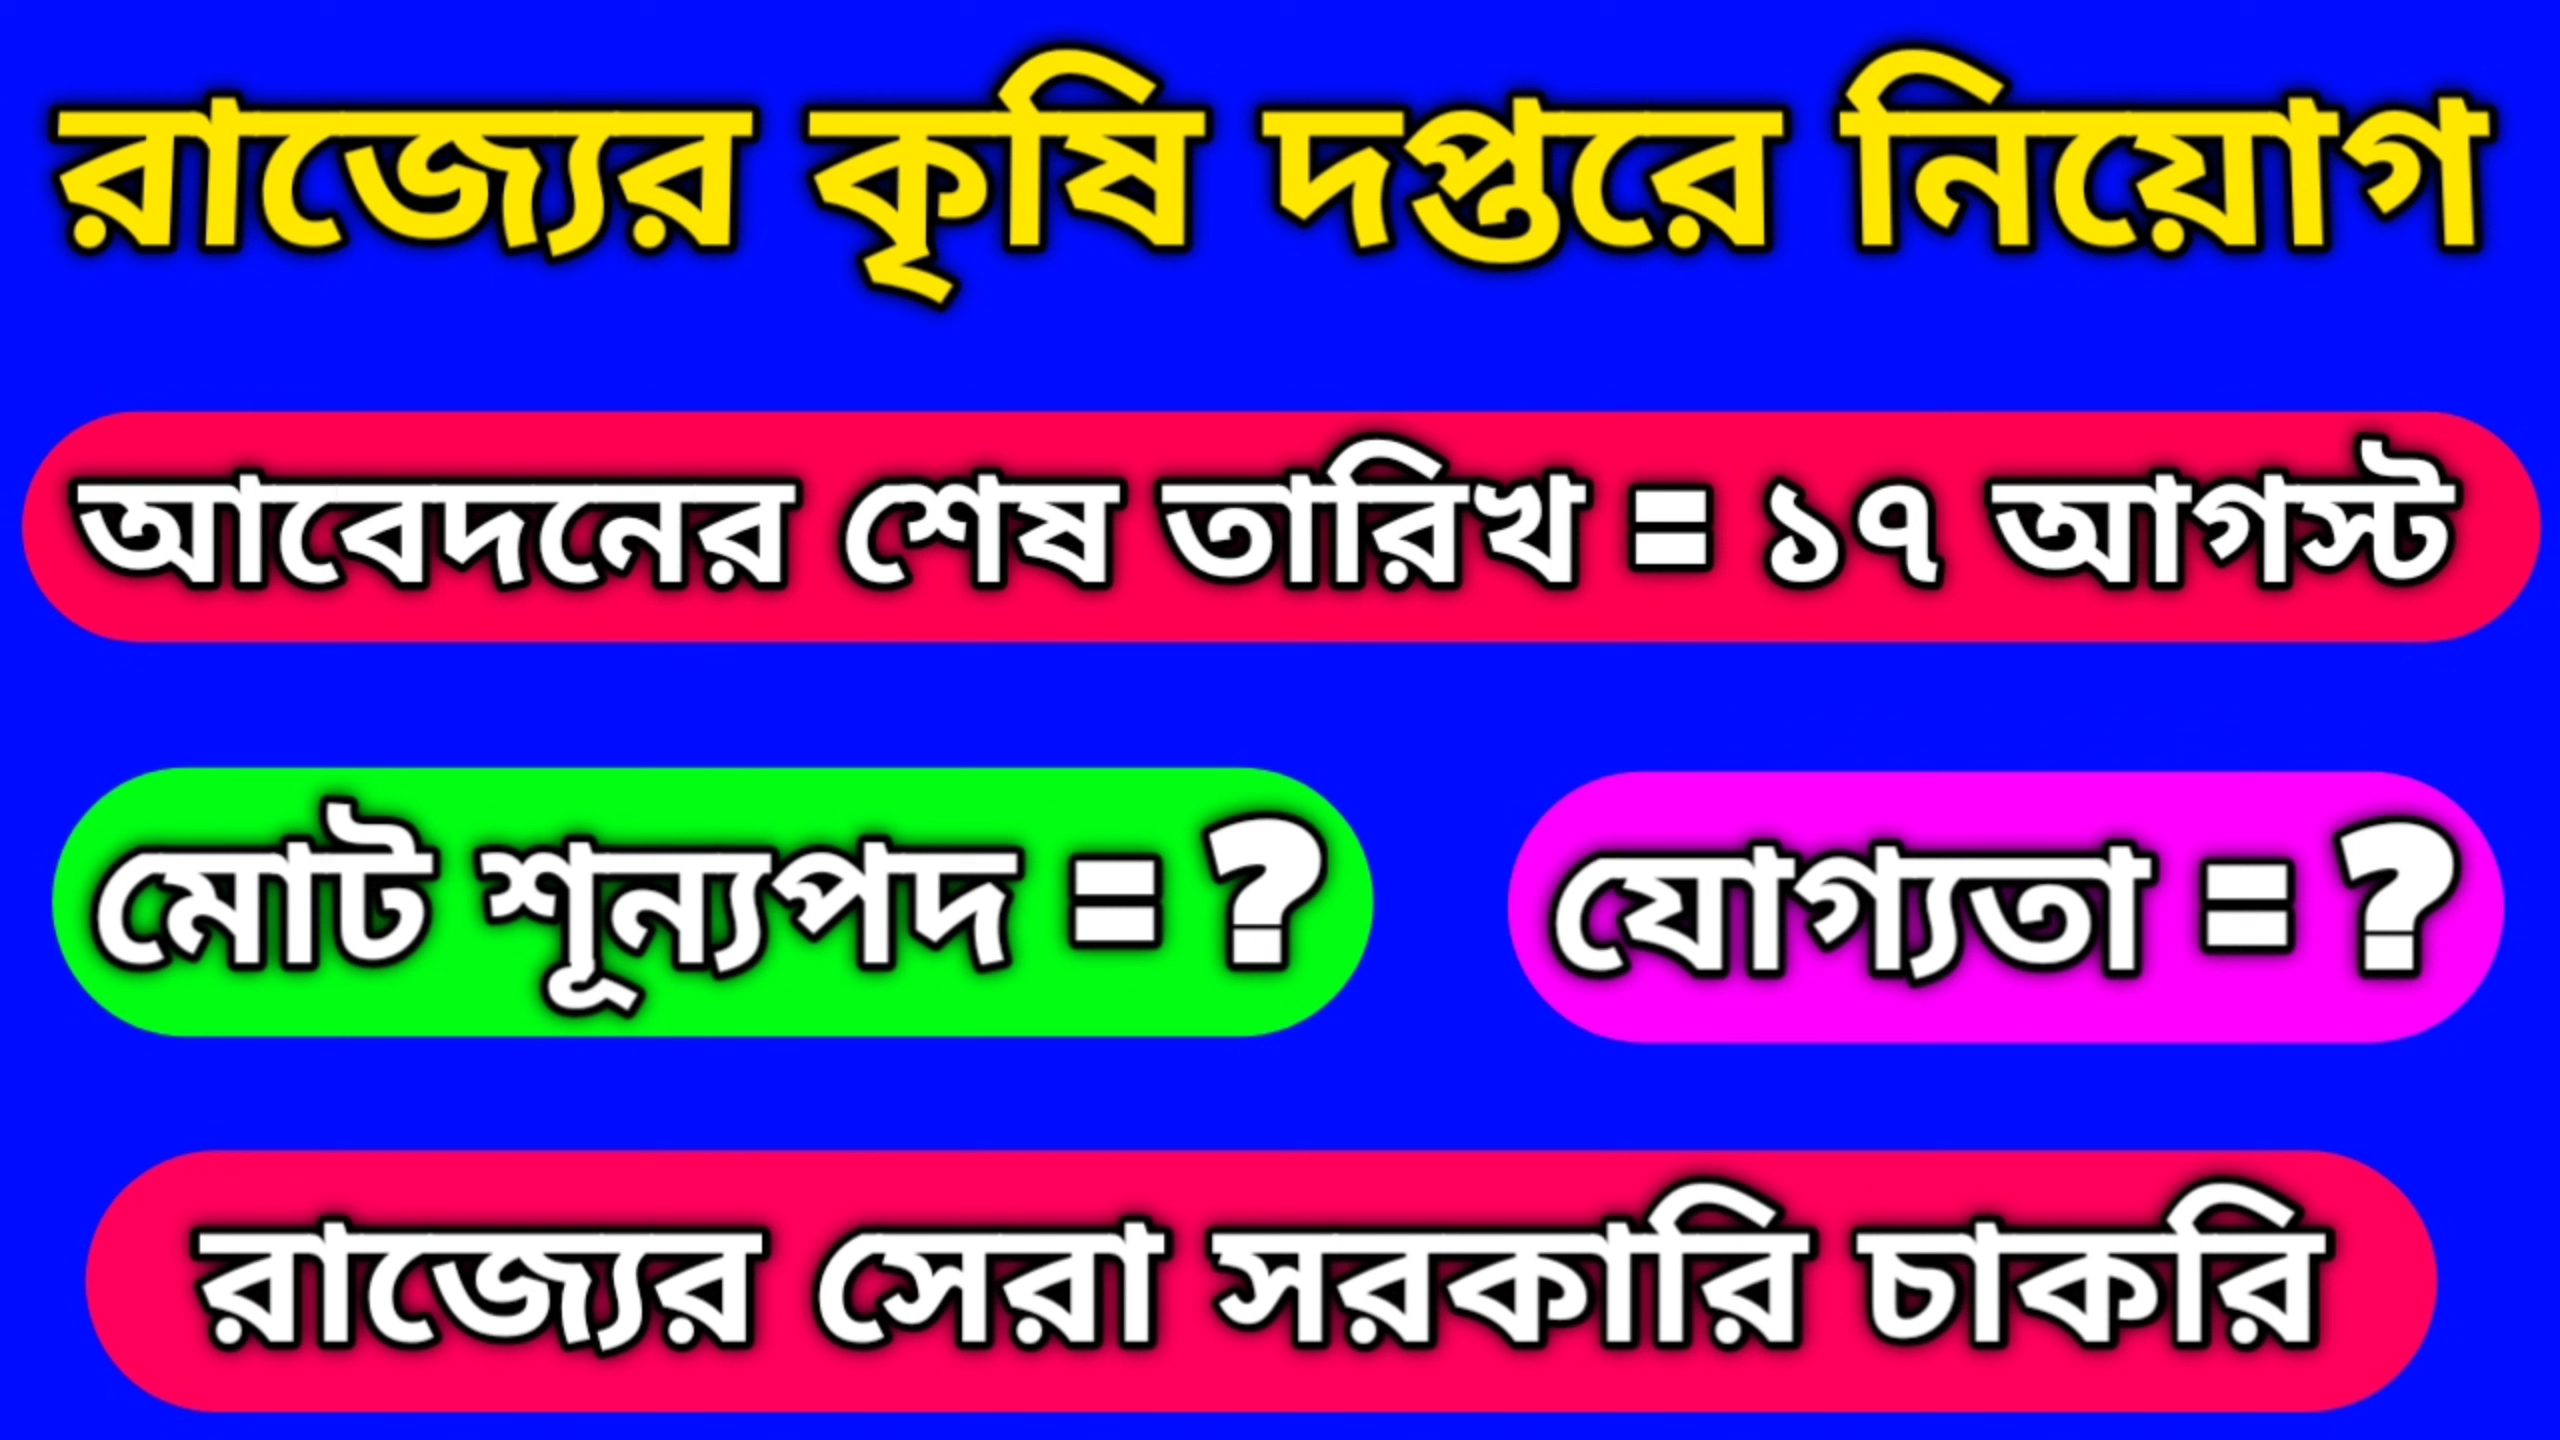 রাজ্যের কৃষি দপ্তরে নিয়োগ
আবেদনের শেষ তারিখ = ১৭ আগস্ট
মোট শূন্যপদ = ?
যোগ্যতা = ?
রাজ্যের সেরা সরকারি চাকরি